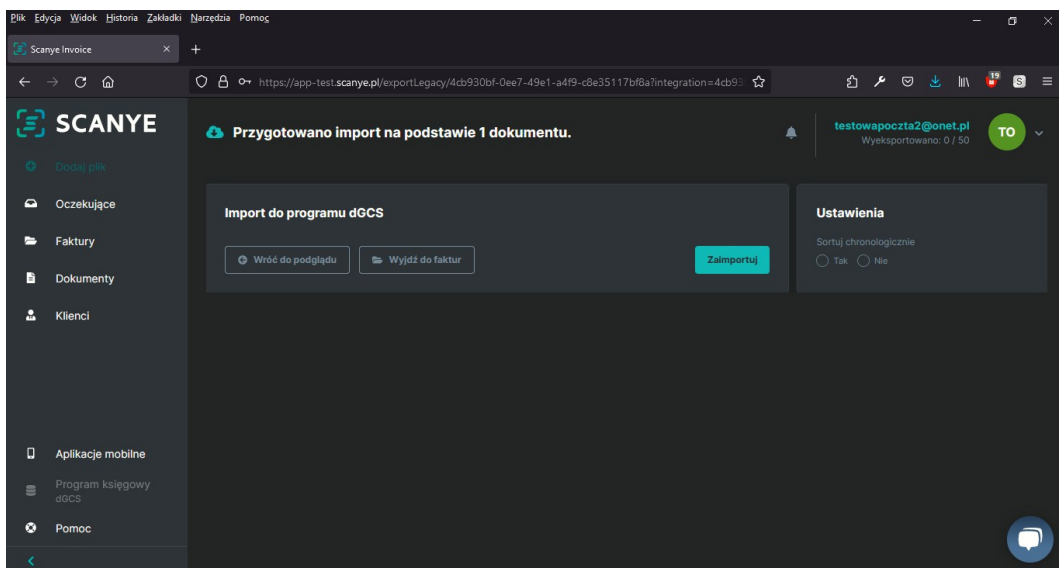 Plik Edycja Widok Historia Zakładki Narzędzia Pomoc
Scanye Invoice
https://app-test.scanye.pl/exportLegacy/4cb930bf-0ee7-49e1-a4f9-c8e35117bf8a?integration=4cb93
19
S
SCANYE
Przygotowano import na podstawie 1 dokumentu.
testowapoczta2@onet.pl
Wyeksportowano: 0 / 50
TO
Dodaj plik
Oczekujące
Faktury
Dokumenty
Klienci
Import do programu dGCS
Wróć do podglądu
Wyjdź do faktur
Zaimportuj
Ustawienia
Sortuj chronologicznie
Tak Nie
Aplikacje mobilne
Program księgowy
dGCS
Pomoc